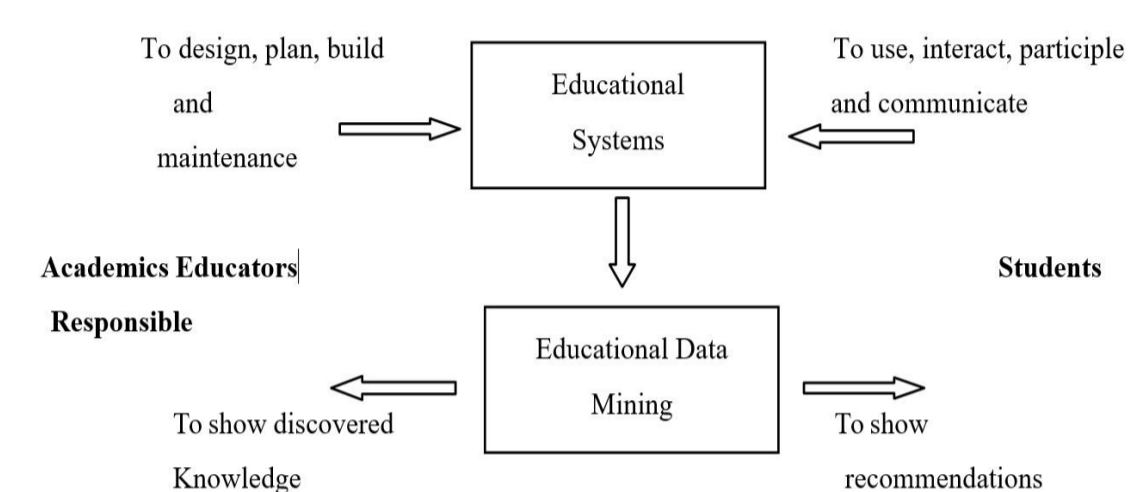 To design, plan, build
and
maintenance
Educational
Systems
To use, interact, participle
and communicate
Academics Educators
Responsible
Students
Educational Data
Mining
To show discovered
Knowledge
To show
recommendations